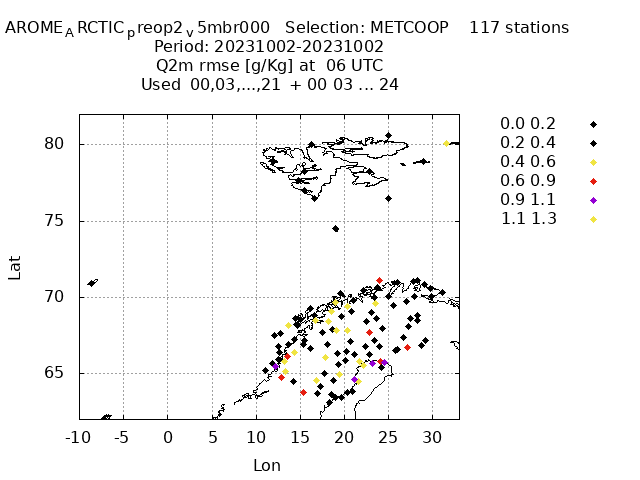 AROME_ARCTIC_preop2_v5mbr000 Selection: METCOOP 117 stations
Period: 20231002-20231002
Q2m rmse [g/Kg] at 06 UTC
Used 00,03,...,21 + 00 03 ... 24
0.0 0.2
0.2 0.4
0.4 0.6
0.6 0.9
0.9 1.1
1.1 1.3
80
75
70
65
Lat
-10 -5 0 5 10 15 20 25 30
Lon